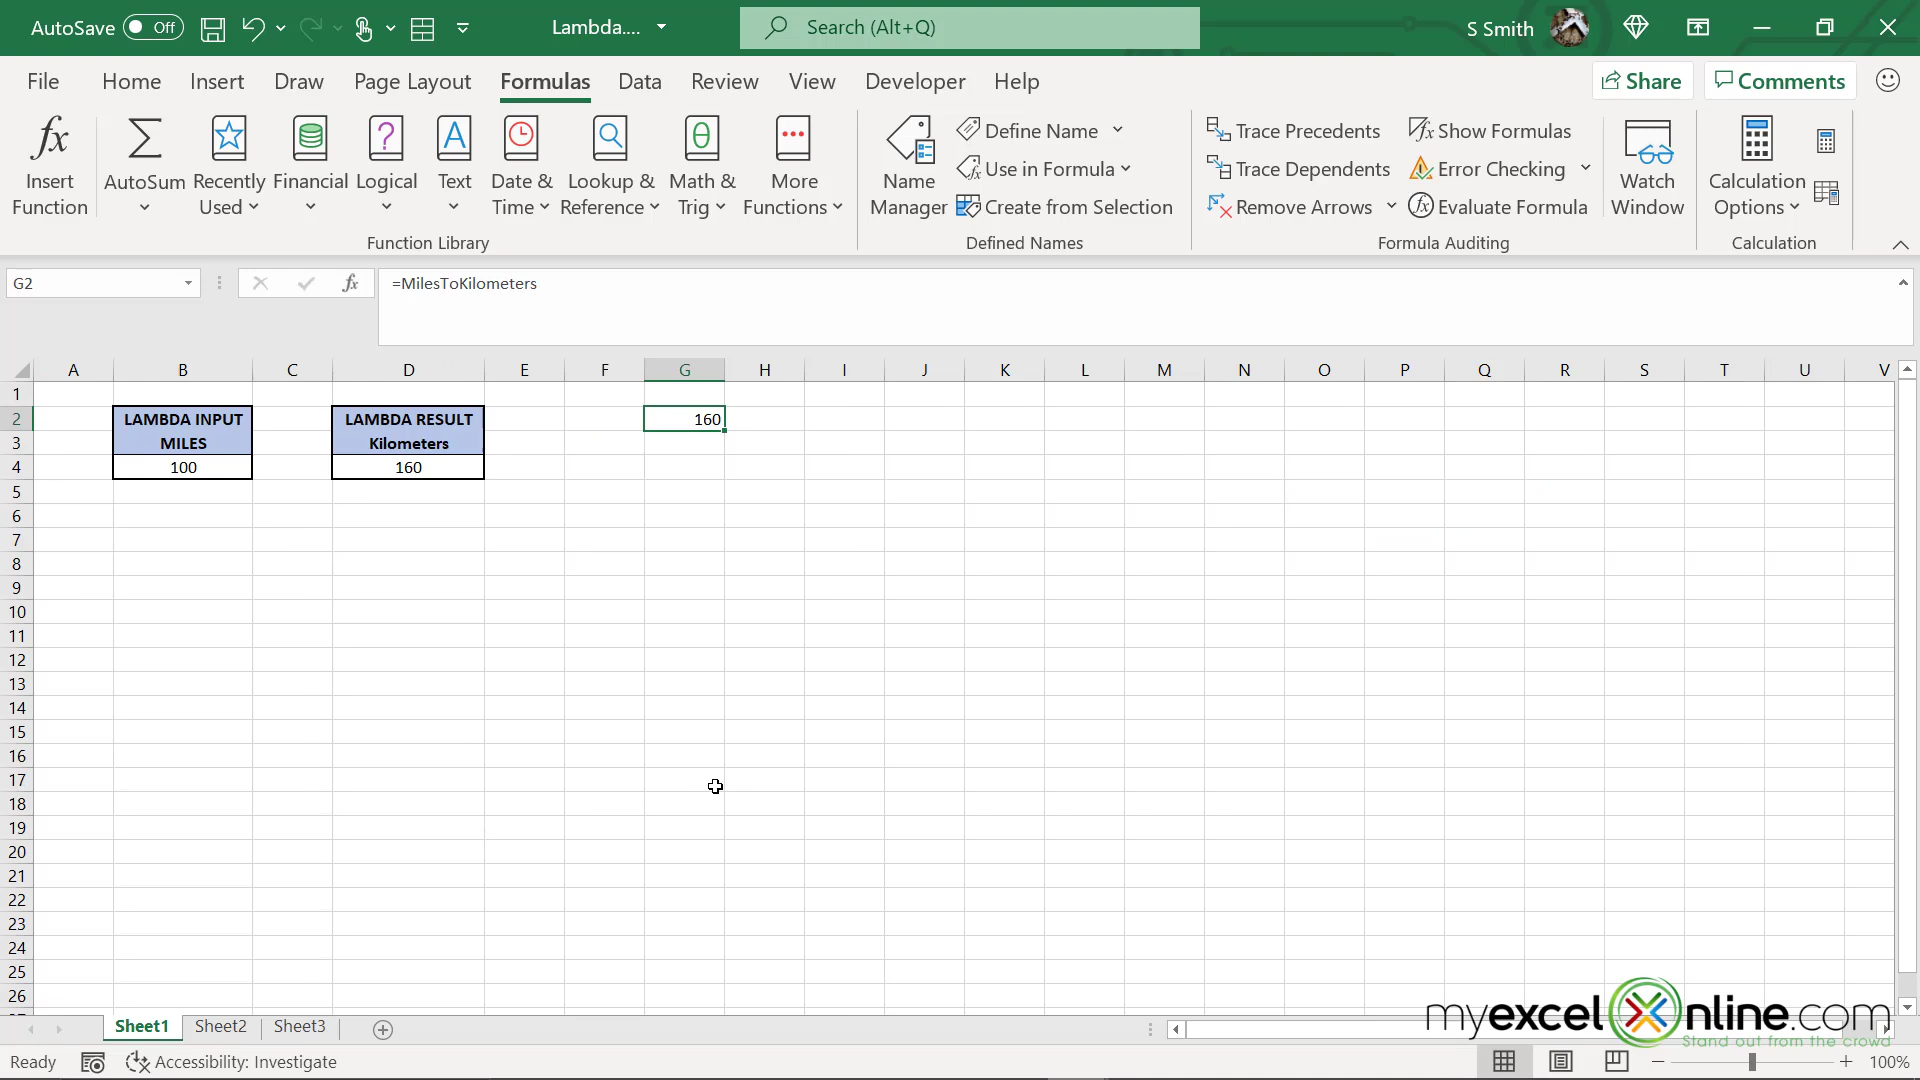 AutoSave Off Lambda.... Search (Alt+Q) S Smith
File Home Insert Draw Page Layout Formulas Data Review View Developer Help Share Comments
Insert Function
AutoSum
Recently Used
Financial
Logical
Text
Date & Time
Lookup & Reference
Math & Trig
More Functions
Function Library
Name Manager
Define Name
Use in Formula
Create from Selection
Defined Names
Trace Precedents
Trace Dependents
Remove Arrows
Show Formulas
Error Checking
Evaluate Formula
Formula Auditing
Watch Window
Calculation Options
Calculation
G2 fx =MilesToKilometers
A B C D E F G H I J K L M N O P Q R S T U V
1
2 LAMBDA INPUT LAMBDA RESULT 160
3 MILES Kilometers
4 100 160
5
6
7
8
9
10
11
12
13
14
15
16
17
18
19
20
21
22
23
24
25
26
myexcelonline.com
Stand out from the crowd
Sheet1 Sheet2 Sheet3
Ready Accessibility: Investigate 100%